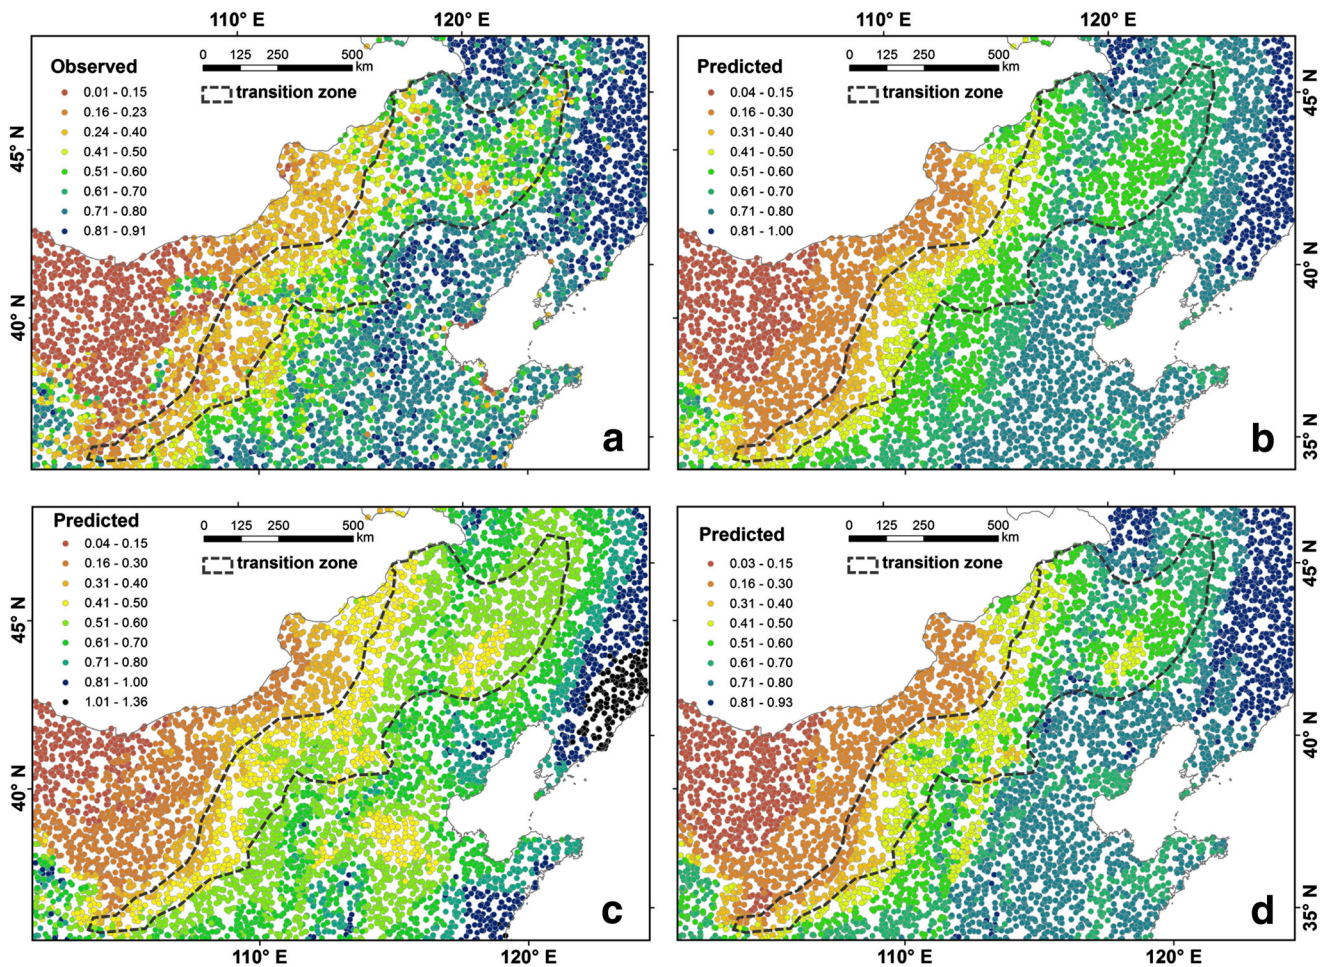 110° E 120° E 110° E 120° E
Observed
0.01 - 0.15
0.16 - 0.23
0.24 - 0.40
0.41 - 0.50
0.51 - 0.60
0.61 - 0.70
0.71 - 0.80
0.81 - 0.91
0 125 250 500
km
transition zone
45° N
40° N
a
Predicted
0.04 - 0.15
0.16 - 0.30
0.31 - 0.40
0.41 - 0.50
0.51 - 0.60
0.61 - 0.70
0.71 - 0.80
0.81 - 1.00
0 125 250 500
km
transition zone
45° N
40° N
35° N
b
Predicted
0.04 - 0.15
0.16 - 0.30
0.31 - 0.40
0.41 - 0.50
0.51 - 0.60
0.61 - 0.70
0.71 - 0.80
0.81 - 1.00
1.01 - 1.36
0 125 250 500
km
transition zone
45° N
40° N
c
Predicted
0.03 - 0.15
0.16 - 0.30
0.31 - 0.40
0.41 - 0.50
0.51 - 0.60
0.61 - 0.70
0.71 - 0.80
0.81 - 0.93
0 125 250 500
km
transition zone
45° N
40° N
35° N
d
110° E 120° E 110° E 120° E